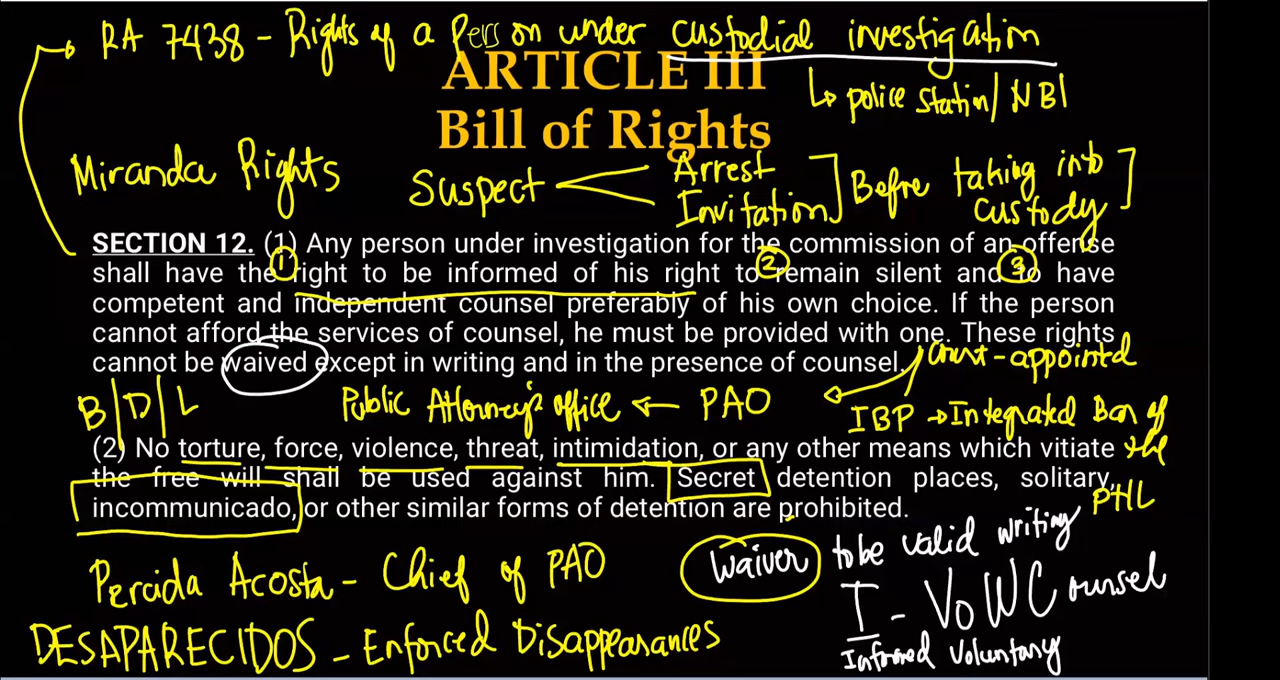 RA 7438 - Rights of a Person under custodial investigation
ARTICLE III
↳ police station/ NBI
Bill of Rights
Miranda Rights
Suspect
Arrest
Invitation
Before taking into
custody
SECTION 12. (1) Any person under investigation for the commission of an offense
shall have the right to be informed of his right to remain silent and to have
competent and independent counsel preferably of his own choice. If the person
cannot afford the services of counsel, he must be provided with one. These rights
cannot be waived except in writing and in the presence of counsel.
1
2
3
Court-appointed
B|D|L
Public Attorney's office ← PAO
IBP → Integrated Bar of
the
PHL
(2) No torture, force, violence, threat, intimidation, or any other means which vitiate
the free will shall be used against him. Secret detention places, solitary,
incommunicado, or other similar forms of detention are prohibited.
Waiver to be valid writing
Percida Acosta - Chief of PAO
I - VoWCounsel
DESAPARECIDOS - Enforced Disappearances
Informed Voluntary